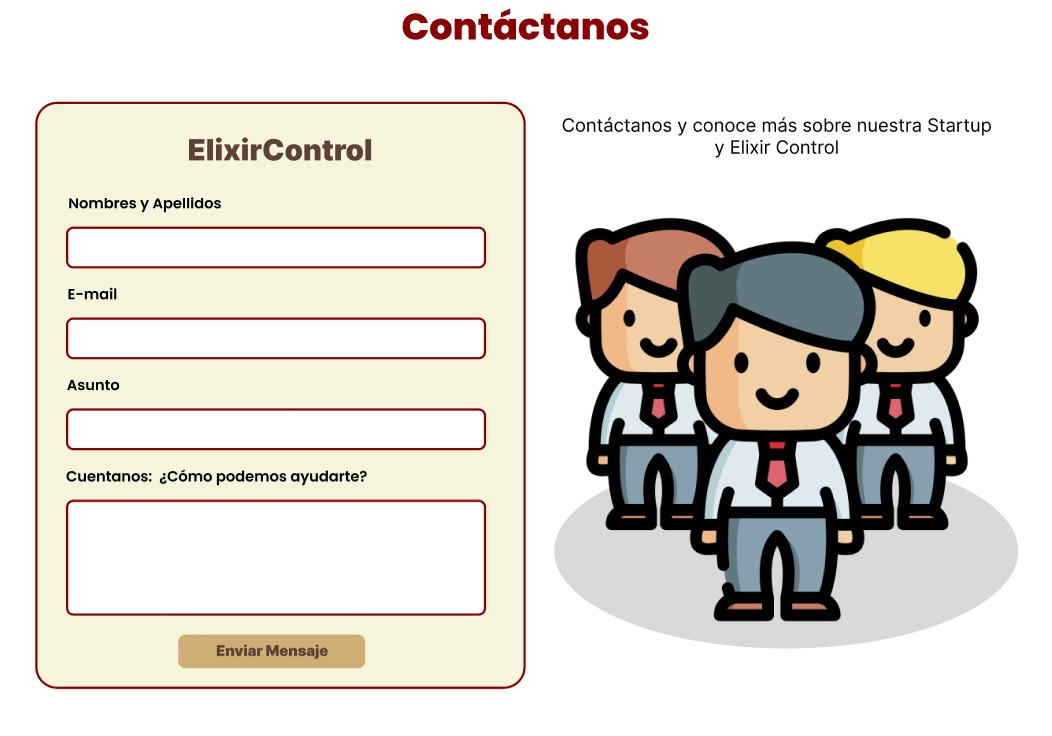 Contáctanos
ElixirControl
Nombres y Apellidos
E-mail
Asunto
Cuentanos: ¿Cómo podemos ayudarte?
Enviar Mensaje
Contáctanos y conoce más sobre nuestra Startup
y Elixir Control